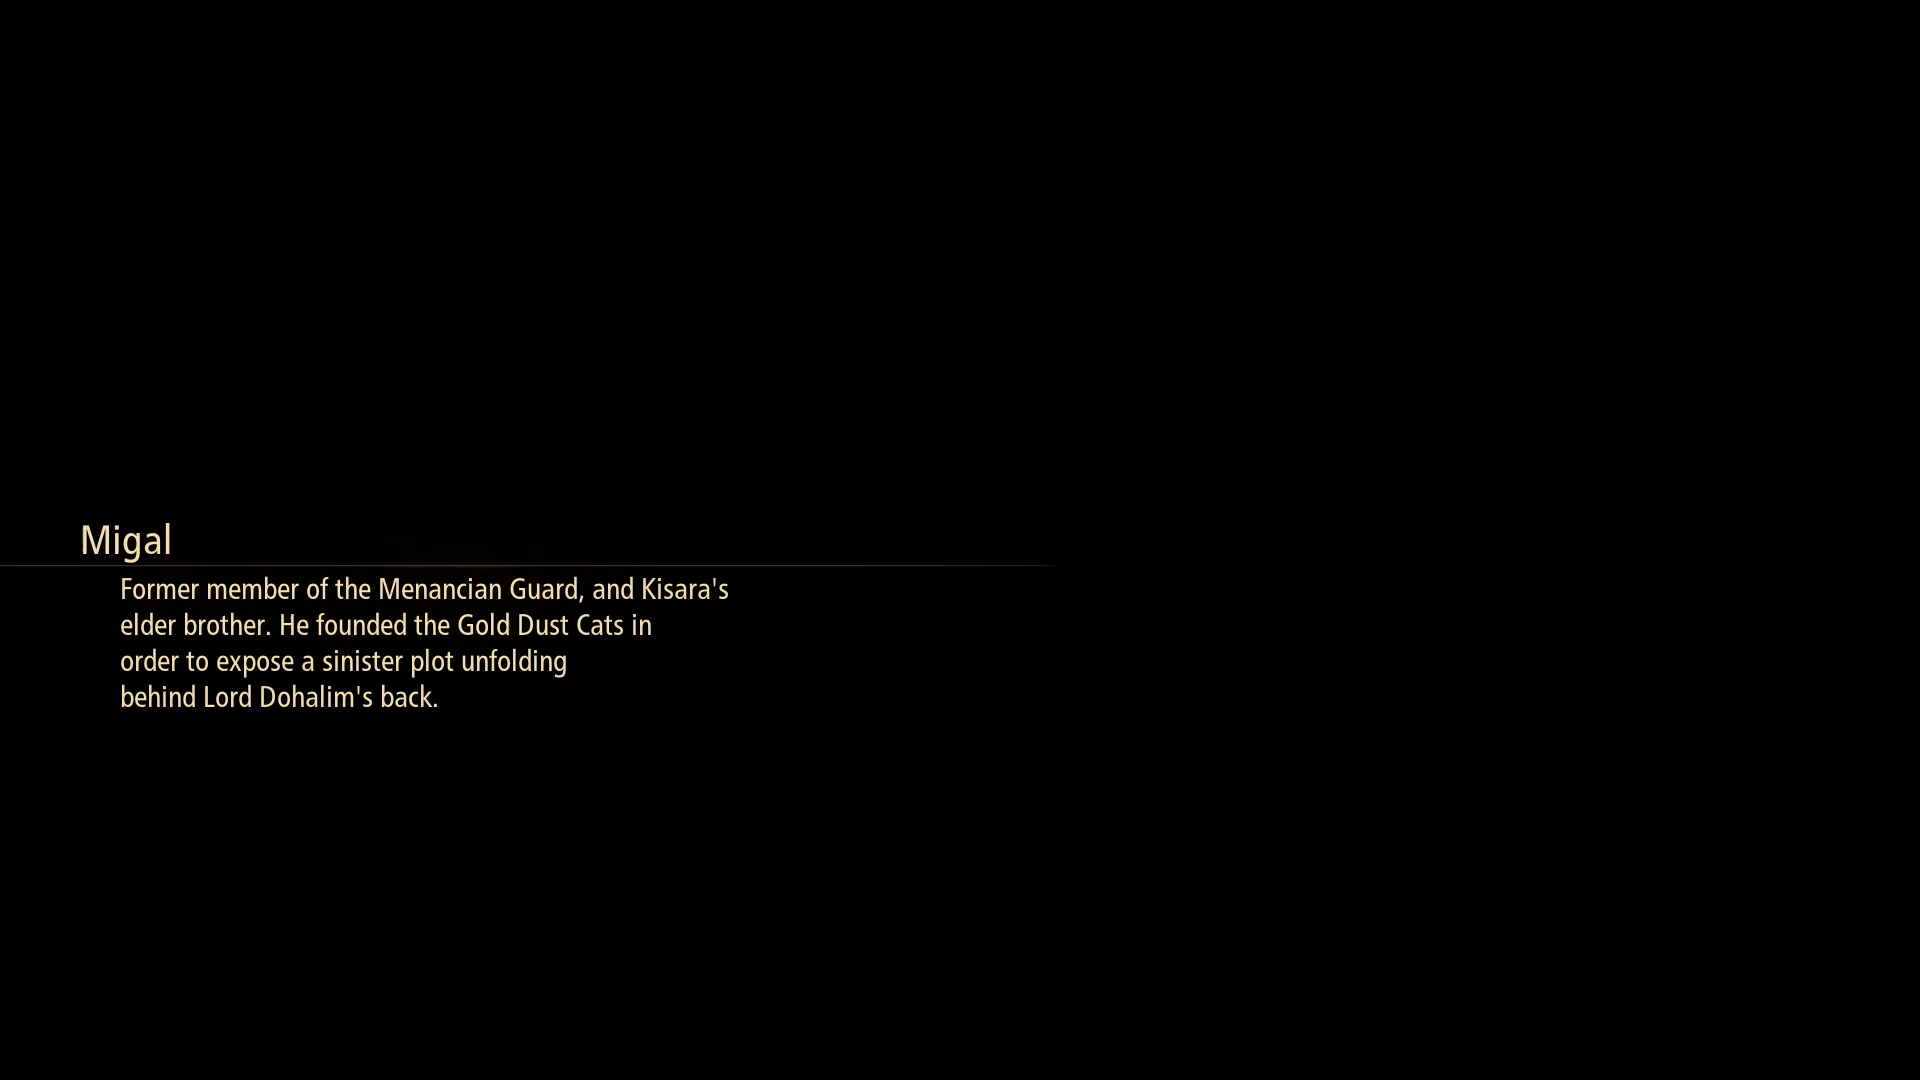 Migal
Former member of the Menancian Guard, and Kisara's
elder brother. He founded the Gold Dust Cats in
order to expose a sinister plot unfolding
behind Lord Dohalim's back.